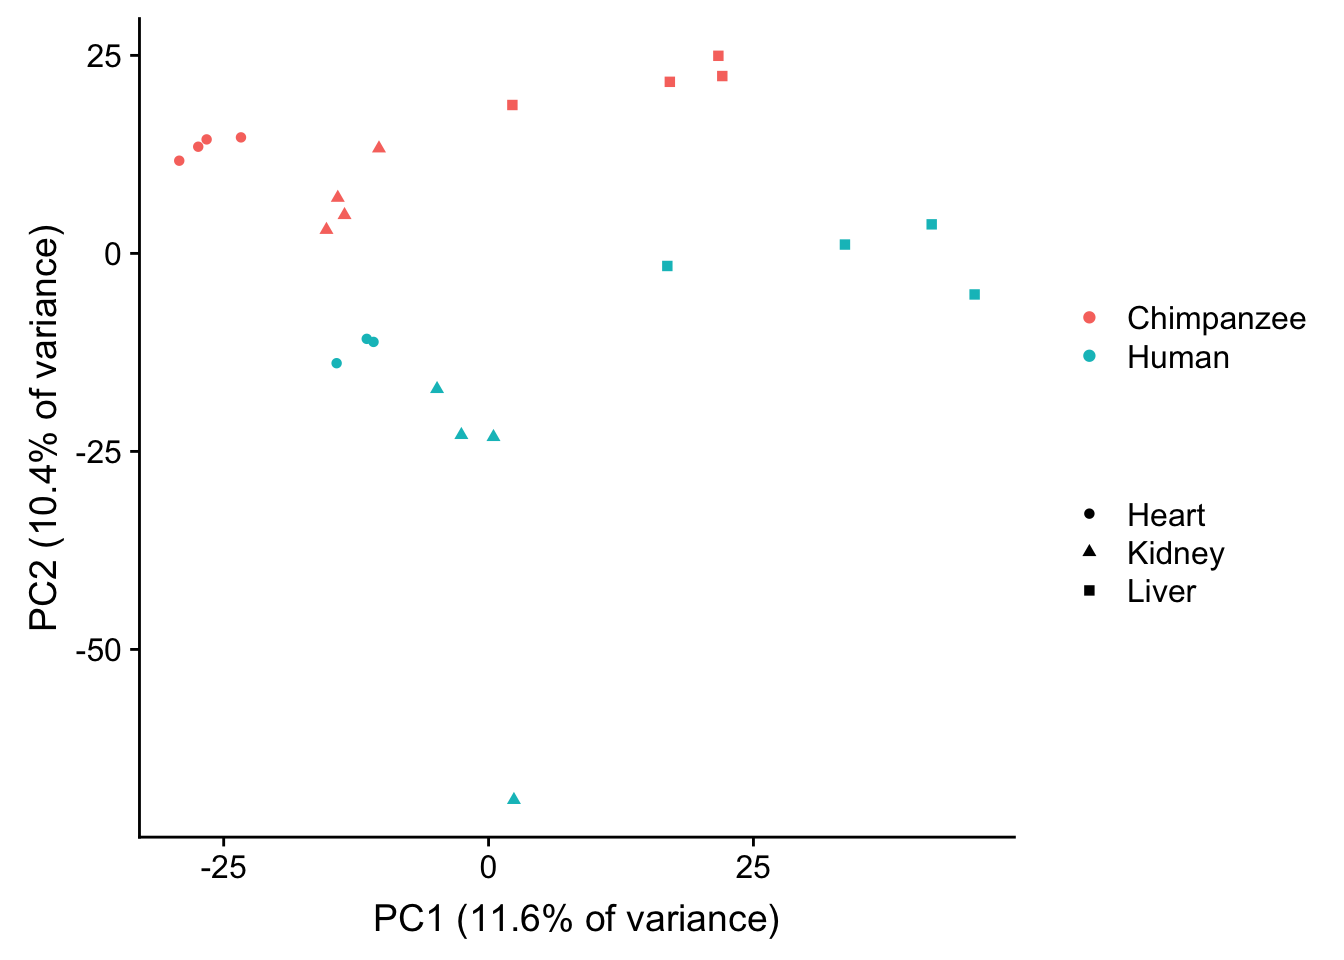 25
0
-25
-50
PC2 (10.4% of variance)
-25
0
25
PC1 (11.6% of variance)
Chimpanzee
Human
Heart
Kidney
Liver